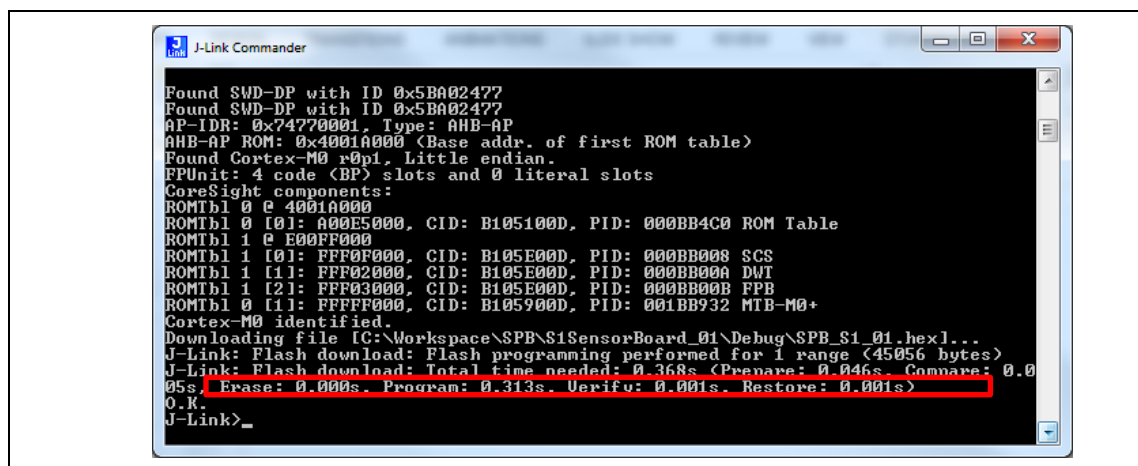 J-Link Commander
Found SWD-DP with ID 0x5BA02477
Found SWD-DP with ID 0x5BA02477
AP-IDR: 0x74770001, Type: AHB-AP
AHB-AP ROM: 0x4001A000 (Base addr. of first ROM table)
Found Cortex-M0 r0p1, Little endian.
FPUnit: 4 code (BP) slots and 0 literal slots
CoreSight components:
ROMTbl 0 @ 4001A000
ROMTbl 0 [0]: A00E5000, CID: B105100D, PID: 000BB4C0 ROM Table
ROMTbl 1 @ E00FF000
ROMTbl 1 [0]: FFF0F000, CID: B105E00D, PID: 000BB008 SCS
ROMTbl 1 [1]: FFF02000, CID: B105E00D, PID: 000BB00A DWT
ROMTbl 1 [2]: FFF03000, CID: B105E00D, PID: 000BB00B FPB
ROMTbl 0 [1]: FFFFF000, CID: B105900D, PID: 001BB932 MTB-M0+
Cortex-M0 identified.
Downloading file [C:\Workspace\SPB\S1SensorBoard_01\Debug\SPB_S1_01.hex]...
J-Link: Flash download: Flash programming performed for 1 range (45056 bytes)
J-Link: Flash download: Total time needed: 0.368s (Prepare: 0.046s, Compare: 0.0
05s, Erase: 0.000s, Program: 0.313s, Verify: 0.001s, Restore: 0.001s)
O.K.
J-Link>_